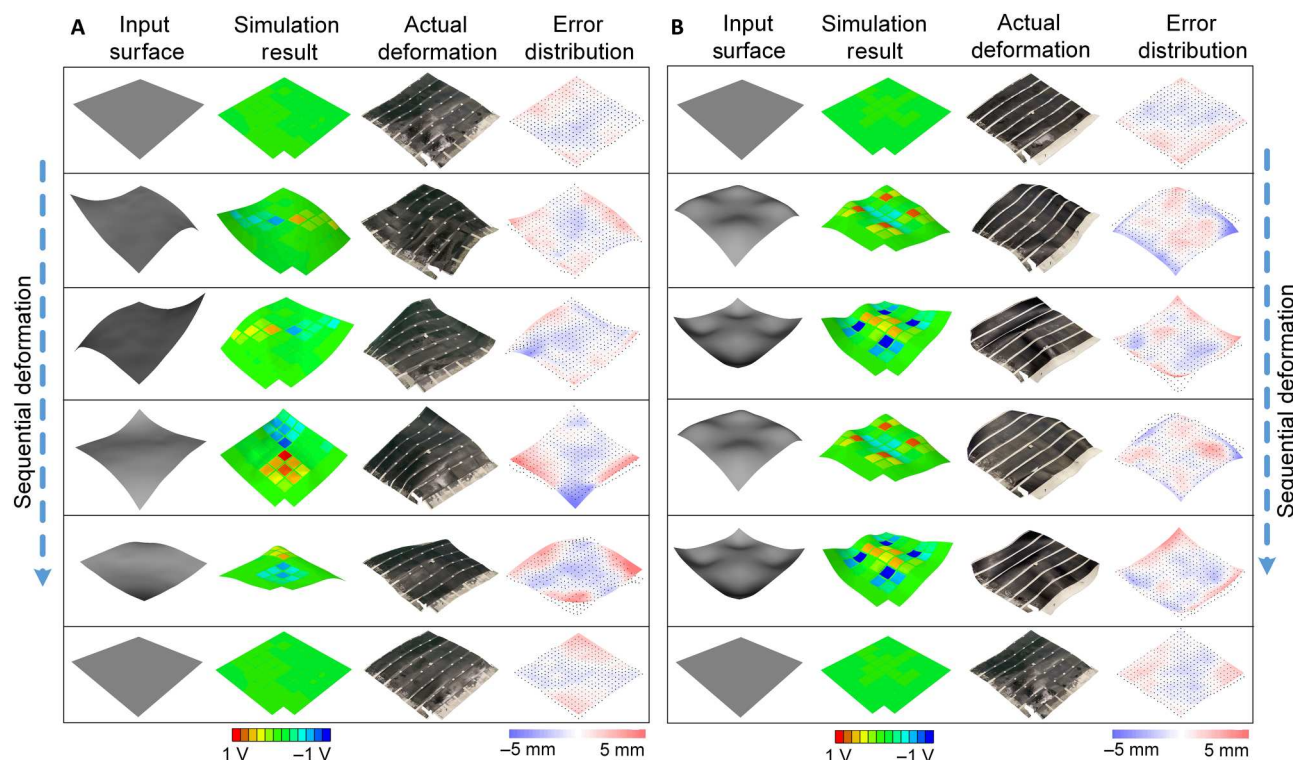 A
Input surface
Simulation result
Actual deformation
Error distribution
B
Input surface
Simulation result
Actual deformation
Error distribution
Sequential deformation
Sequential deformation
1 V
−1 V
−5 mm
5 mm
1 V
−1 V
−5 mm
5 mm